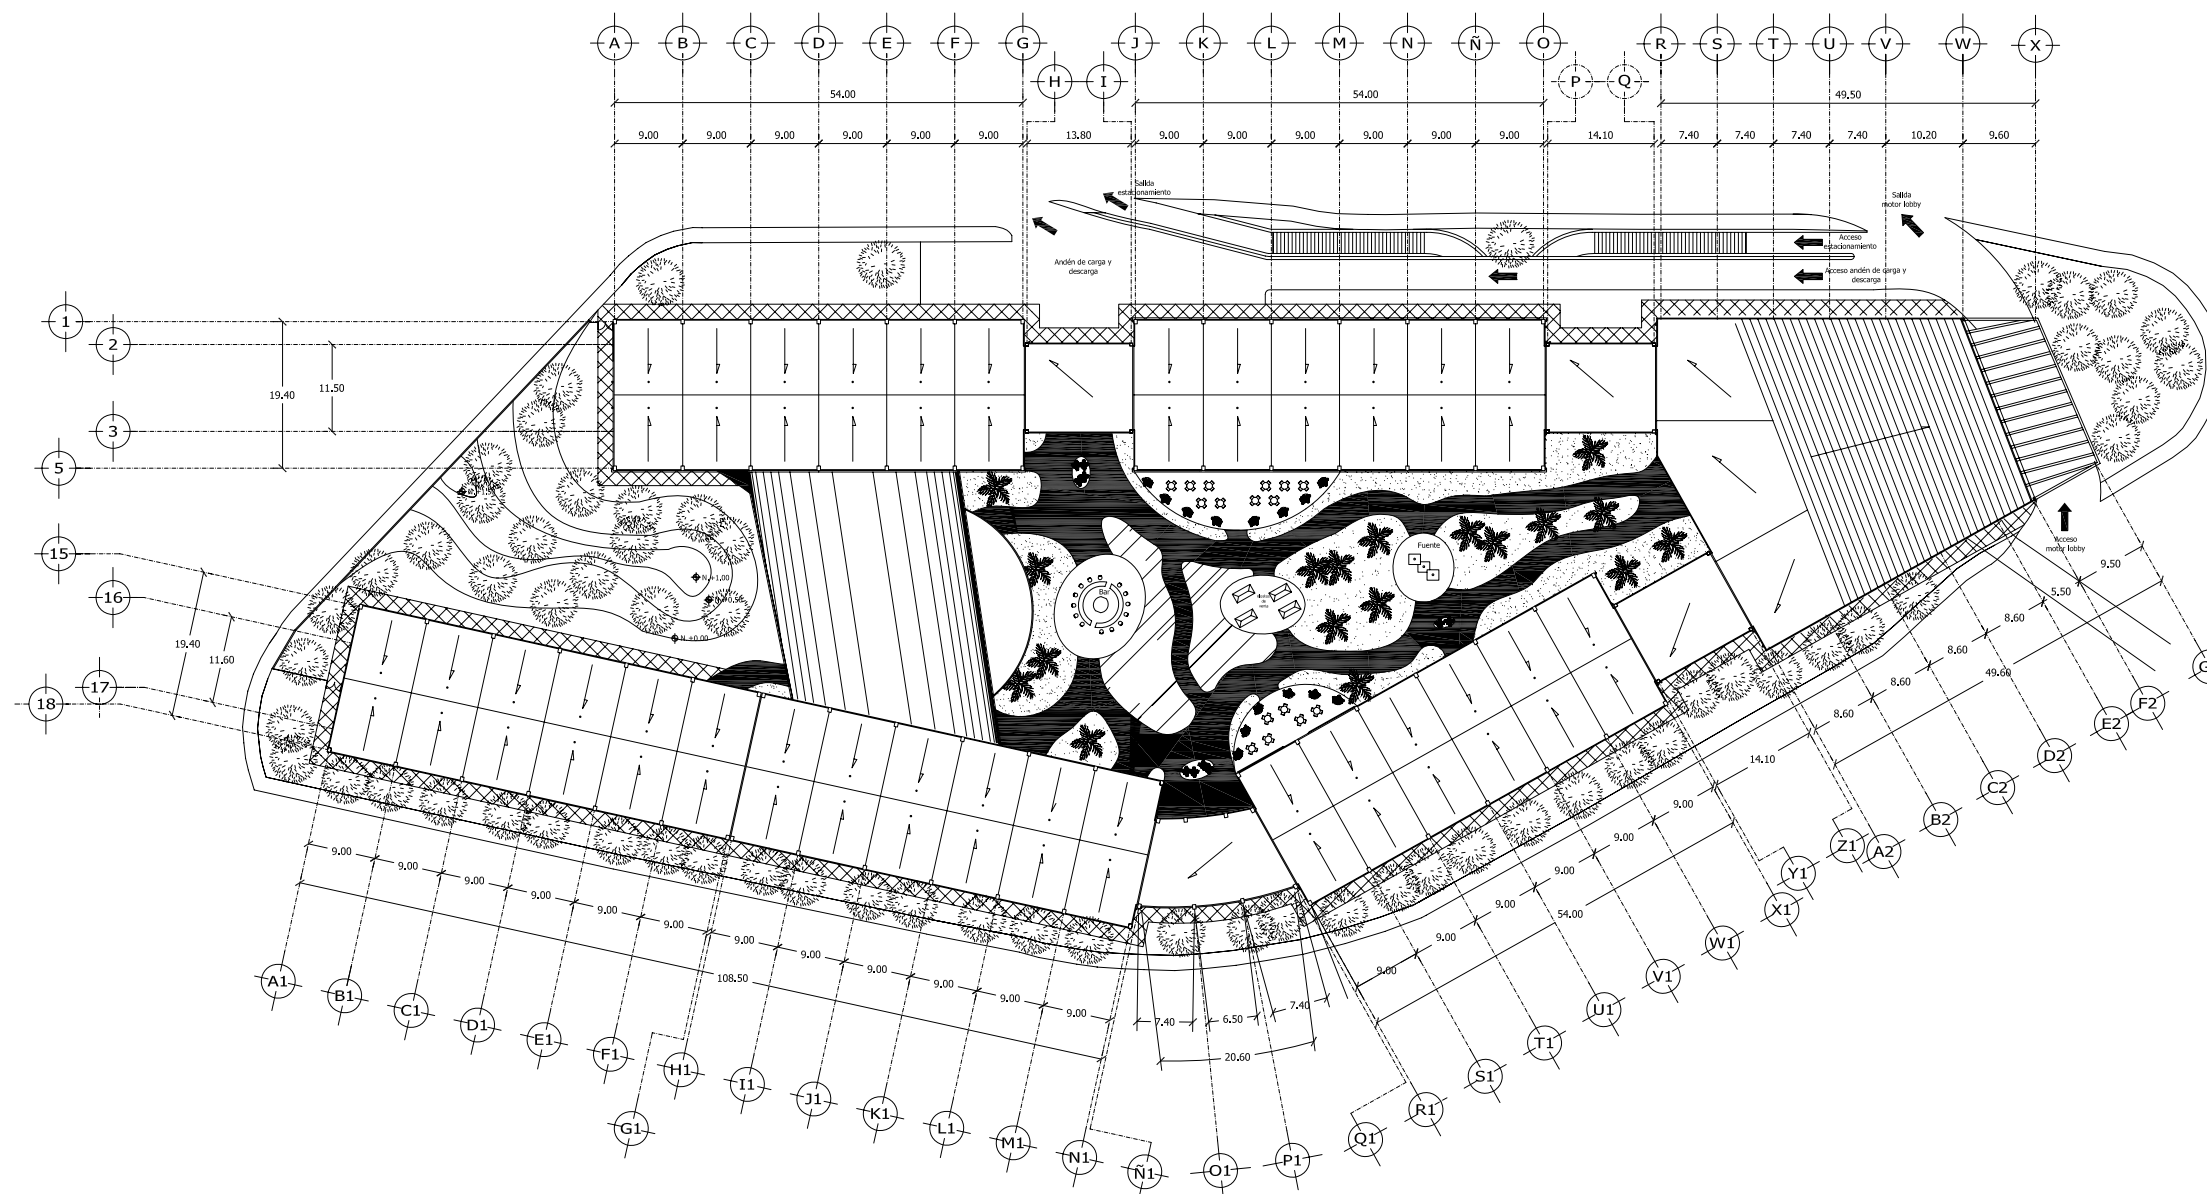 A B C D E F G J K L M N Ñ O R S T U V W X
H I P Q
54.00 54.00 49.50
9.00 9.00 9.00 9.00 9.00 9.00 13.80 9.00 9.00 9.00 9.00 9.00 9.00 14.10 7.40 7.40 7.40 7.40 10.20 9.60
Salida
estacionamiento
Salida
motor lobby
Acceso
estacionamiento
Andén de carga y
descarga
Acceso andén de carga y
descarga
1
2
3
5
19.40
11.50
15
16
17
18
19.40
11.60
N.+1.00
N.+0.50
N.+0.00
Bar
Fuente
Acceso
motor lobby
9.50
5.50
8.60
8.60
8.60
8.60
8.60
49.60
14.10
G
F2
E2
D2
C2
B2
A2
Z1
Y1
X1
W1
V1
U1
T1
S1
R1
Q1
9.00
9.00
9.00
9.00
9.00
9.00
54.00
9.00 9.00 9.00 9.00 9.00 9.00 9.00 9.00 9.00 9.00 9.00 9.00
108.50
7.40 6.50 7.40
20.60
A1 B1 C1 D1 E1 F1 H1 I1 J1 K1 L1 M1 N1 Ñ1 O1 P1
G1